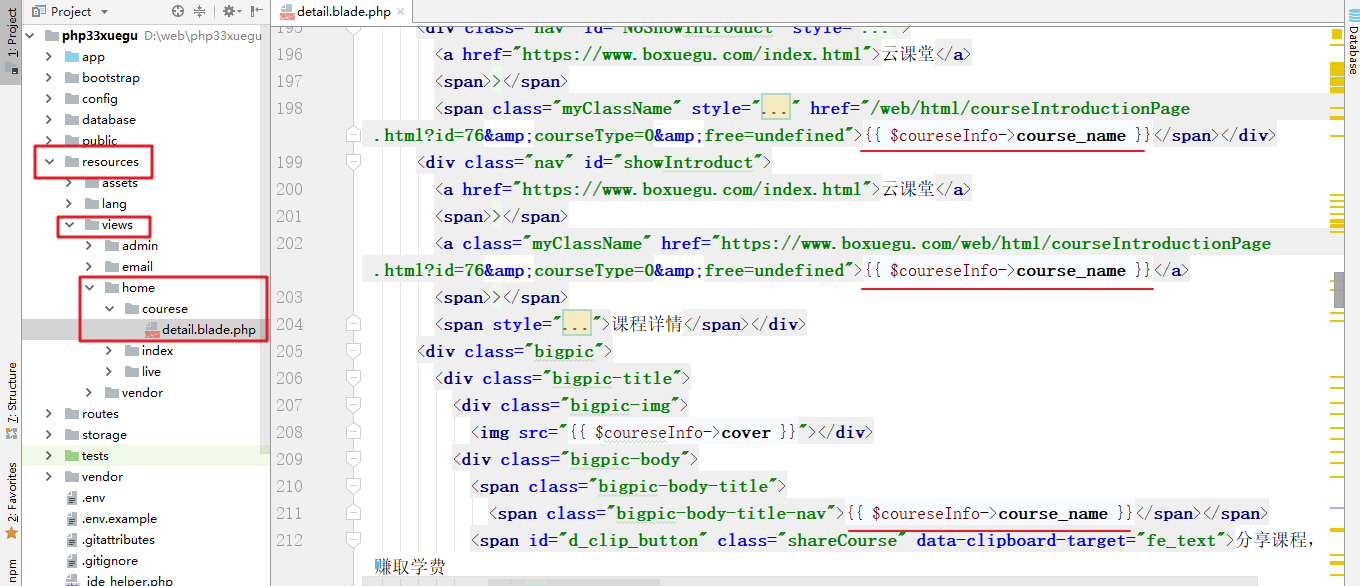 Project
detail.blade.php
1: Project
php33xuegu D:\web\php33xuegu
app
bootstrap
config
database
public
resources
assets
lang
views
admin
email
home
courese
detail.blade.php
index
live
vendor
routes
storage
tests
vendor
.env
.env.example
.gitattributes
.gitignore
_ide_helper.php
7: Structure
2: Favorites
npm
Database
195 <div class="nav" id="NoShowIntroduct" style="...">
196 <a href="https://www.boxuegu.com/index.html">云课堂</a>
197 <span>></span>
198 <span class="myClassName" style="..." href="/web/html/courseIntroductionPage
.html?id=76&amp;courseType=0&amp;free=undefined">{{ $coureseInfo->course_name }}</span></div>
199 <div class="nav" id="showIntroduct">
200 <a href="https://www.boxuegu.com/index.html">云课堂</a>
201 <span>></span>
202 <a class="myClassName" href="https://www.boxuegu.com/web/html/courseIntroductionPage
.html?id=76&amp;courseType=0&amp;free=undefined">{{ $coureseInfo->course_name }}</a>
203 <span>></span>
204 <span style="...">课程详情</span></div>
205 <div class="bigpic">
206 <div class="bigpic-title">
207 <div class="bigpic-img">
208 <img src="{{ $coureseInfo->cover }}"></div>
209 <div class="bigpic-body">
210 <span class="bigpic-body-title">
211 <span class="bigpic-body-title-nav">{{ $coureseInfo->course_name }}</span></span>
212 <span id="d_clip_button" class="shareCourse" data-clipboard-target="fe_text">分享课程，
赚取学费